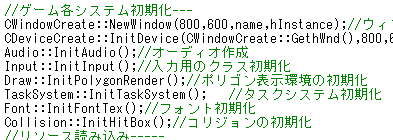 //ゲーム各システム初期化---
CWindowCreate::NewWindow(800,600,name,hInstance);//ウィ
CDeviceCreate::InitDevice(CWindowCreate::GethWnd(),800,6
Audio::InitAudio();//オーディオ作成
Input::InitInput();//入力用のクラス初期化
Draw::InitPolygonRender();//ポリゴン表示環境の初期化
TaskSystem::InitTaskSystem();   //タスクシステム初期化
Font::InitFontTex();//フォント初期化
Collision::InitHitBox();//コリジョンの初期化
//リソース読み込み-----